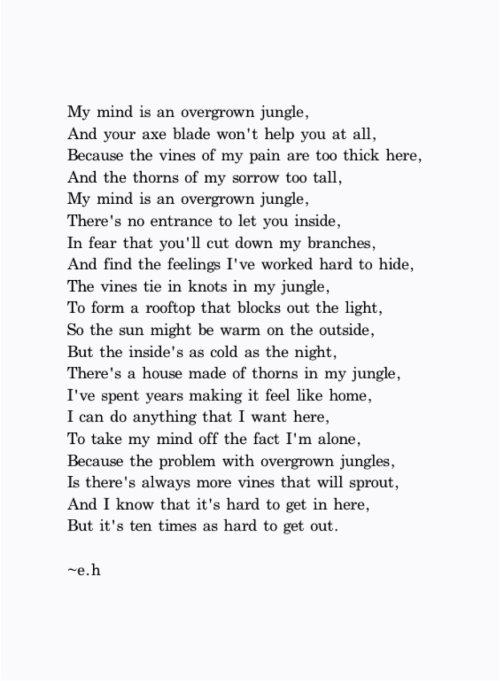 My mind is an overgrown jungle,
And your axe blade won't help you at all,
Because the vines of my pain are too thick here,
And the thorns of my sorrow too tall,
My mind is an overgrown jungle,
There's no entrance to let you inside,
In fear that you'll cut down my branches,
And find the feelings I've worked hard to hide,
The vines tie in knots in my jungle,
To form a rooftop that blocks out the light,
So the sun might be warm on the outside,
But the inside's as cold as the night,
There's a house made of thorns in my jungle,
I've spent years making it feel like home,
I can do anything that I want here,
To take my mind off the fact I'm alone,
Because the problem with overgrown jungles,
Is there's always more vines that will sprout,
And I know that it's hard to get in here,
But it's ten times as hard to get out.
~e.h